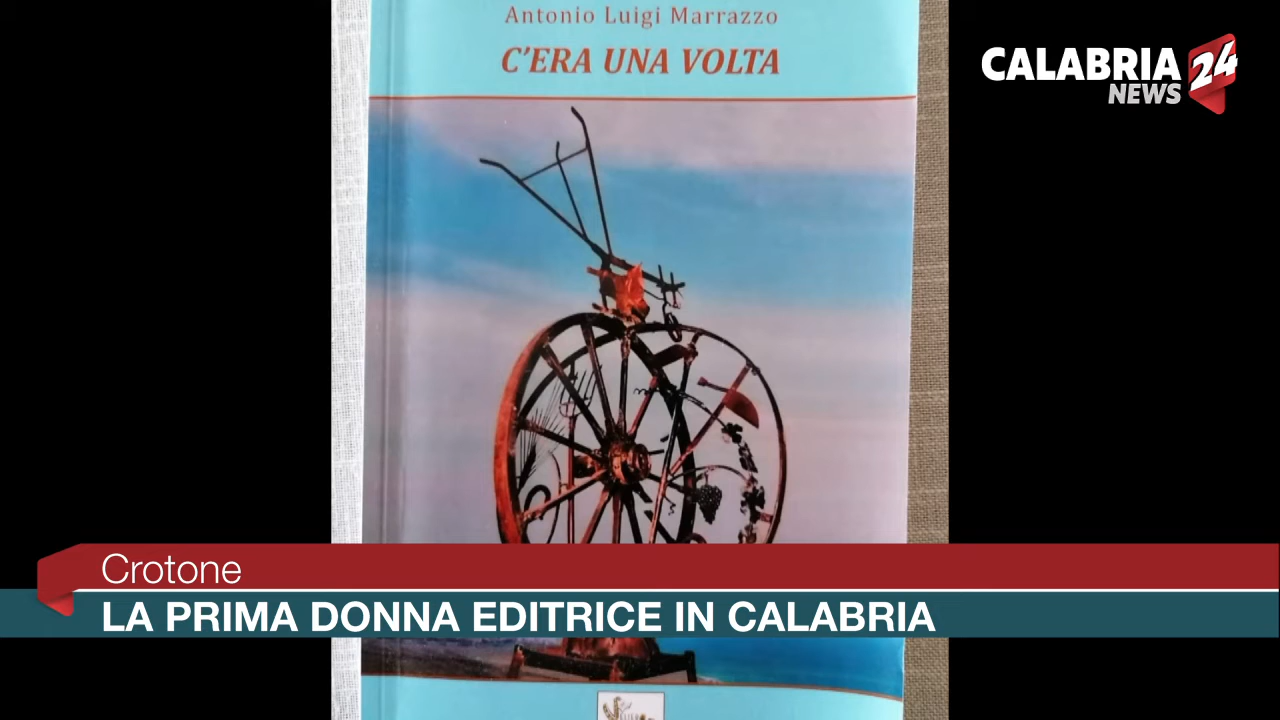 Antonio Luigi Marrazzo
C'ERA UNA VOLTA
CALABRIA 24
NEWS
Crotone
LA PRIMA DONNA EDITRICE IN CALABRIA